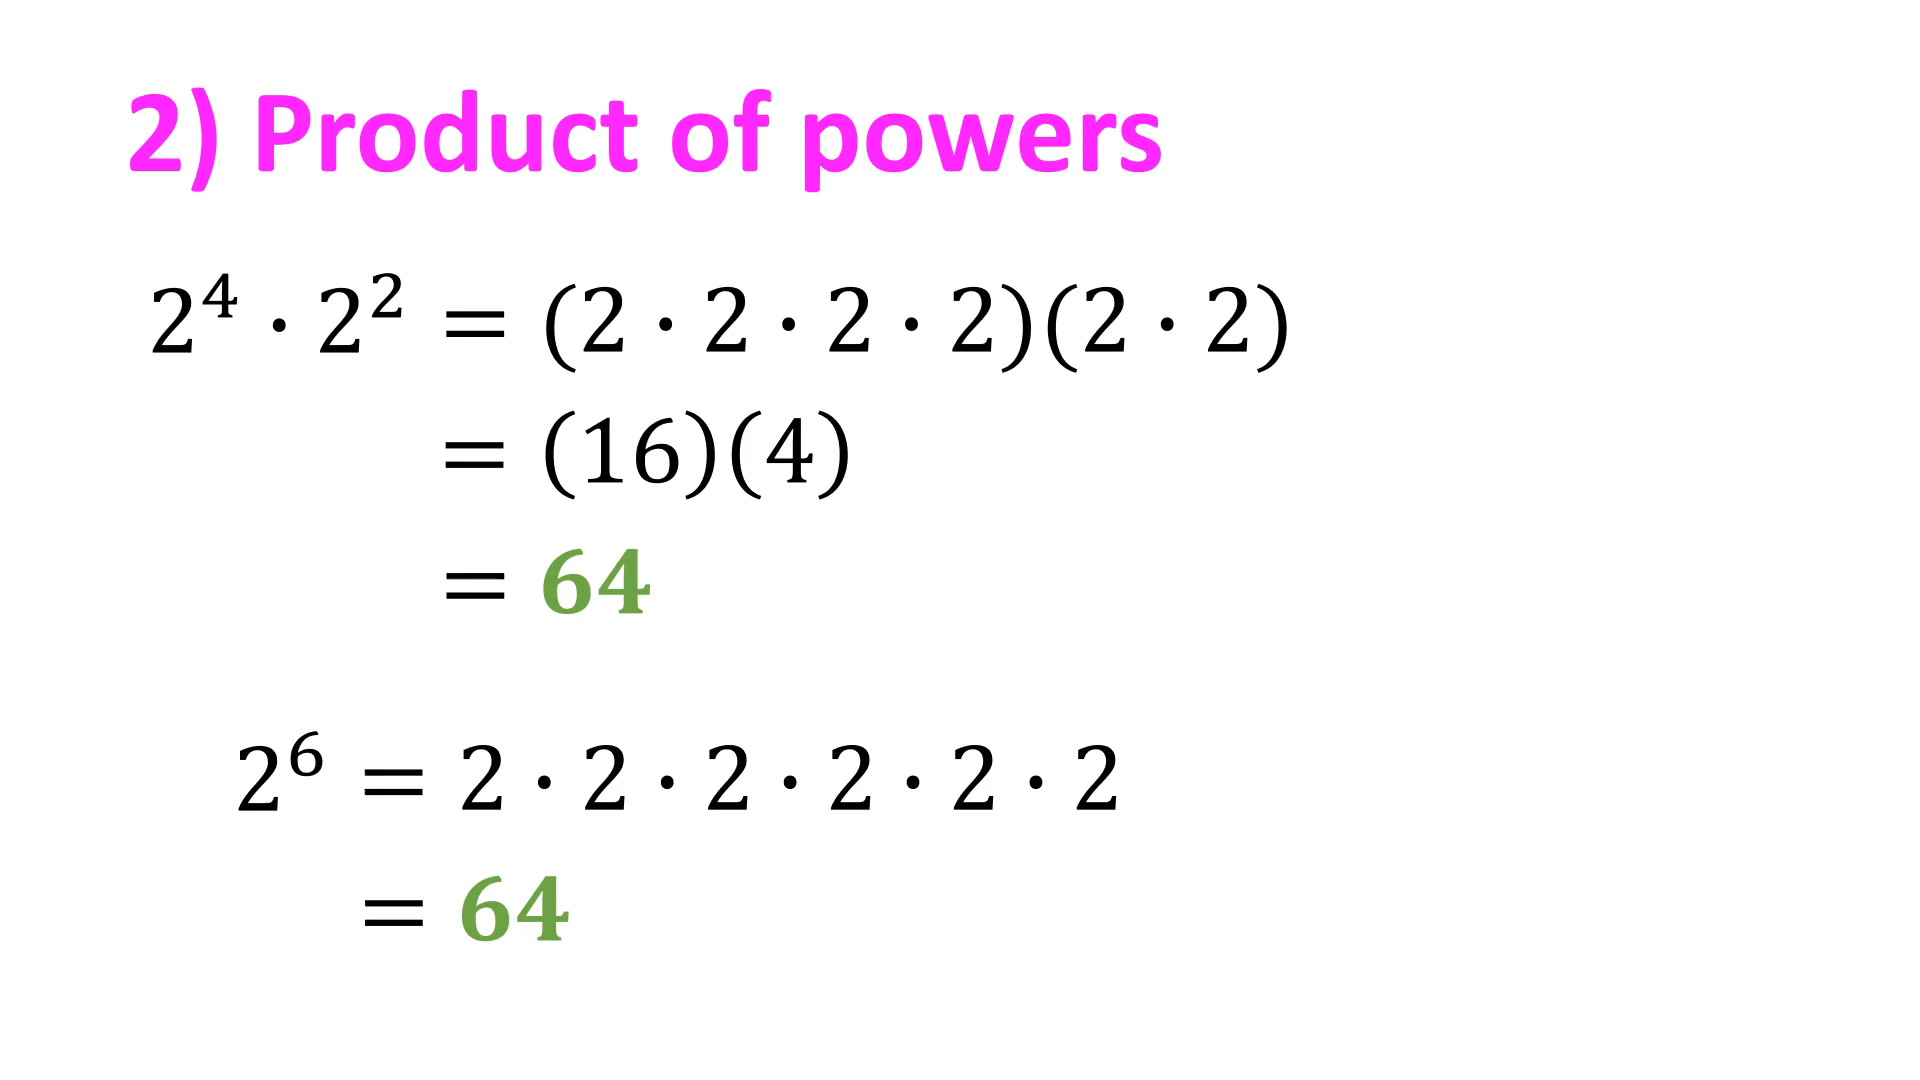 2) Product of powers
2⁴ · 2² = (2 · 2 · 2 · 2)(2 · 2)
= (16)(4)
= 64
2⁶ = 2 · 2 · 2 · 2 · 2 · 2
= 64